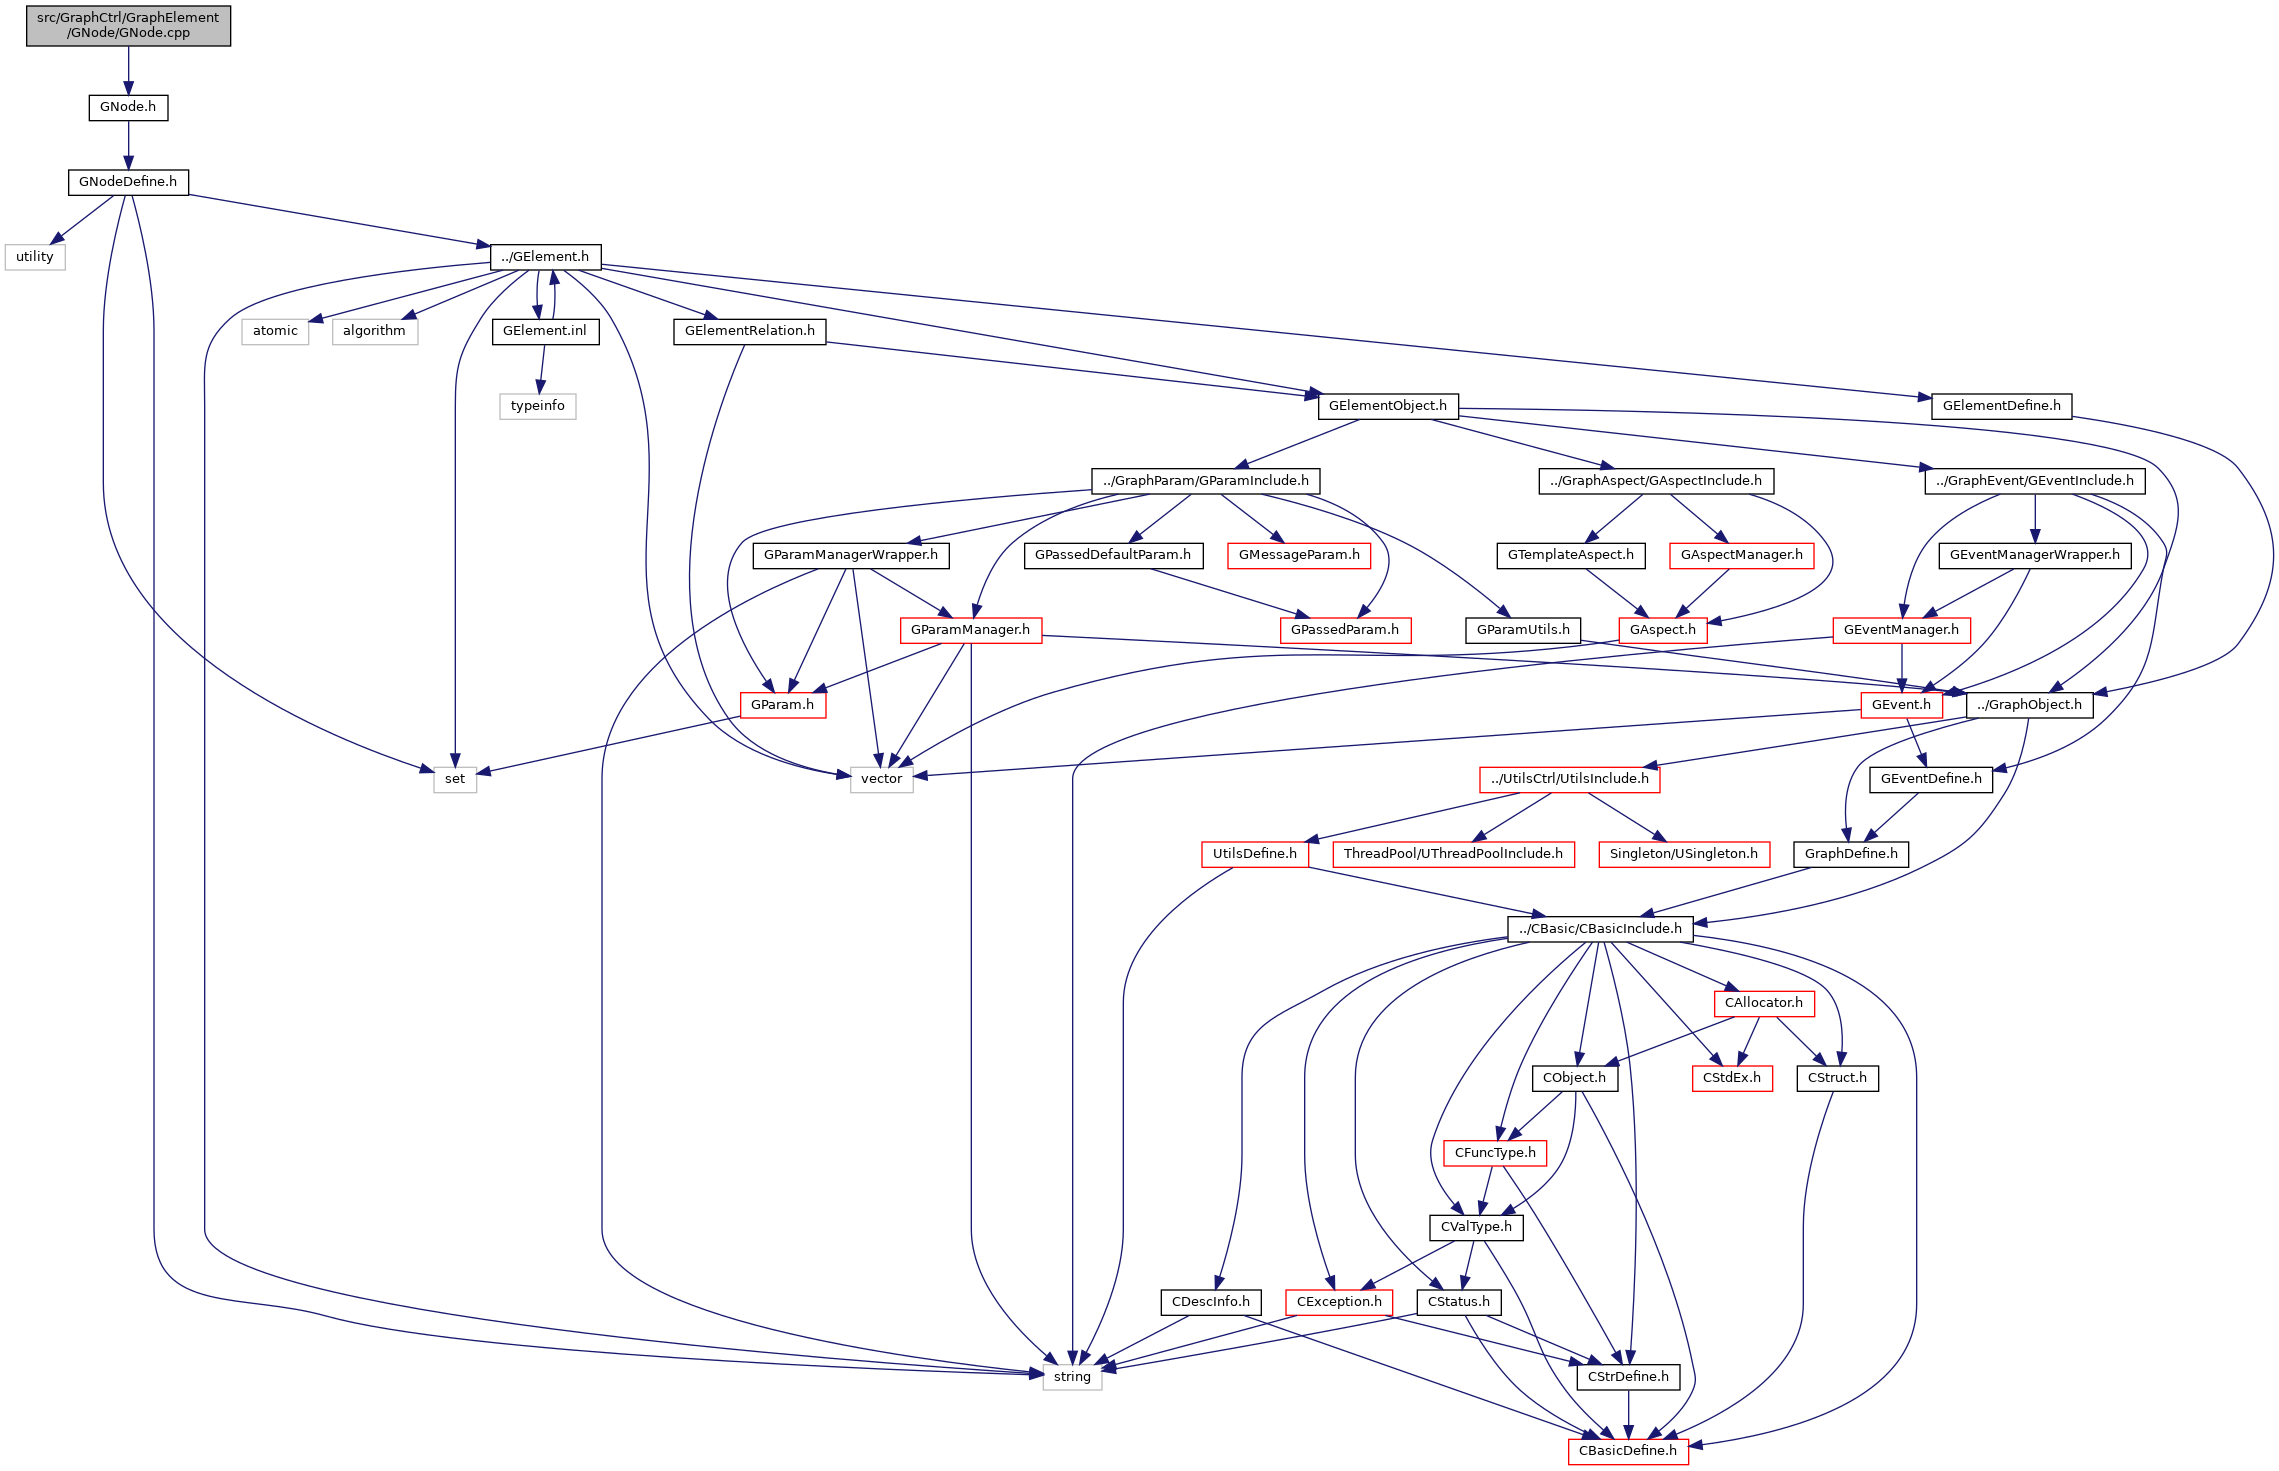 src/GraphCtrl/GraphElement
/GNode/GNode.cpp
GNode.h
GNodeDefine.h
utility
../GElement.h
atomic
algorithm
GElement.inl
GElementRelation.h
typeinfo
GElementObject.h
GElementDefine.h
../GraphParam/GParamInclude.h
../GraphAspect/GAspectInclude.h
../GraphEvent/GEventInclude.h
GParamManagerWrapper.h
GPassedDefaultParam.h
GMessageParam.h
GTemplateAspect.h
GAspectManager.h
GEventManagerWrapper.h
GParamManager.h
GPassedParam.h
GParamUtils.h
GAspect.h
GEventManager.h
GParam.h
GEvent.h
../GraphObject.h
set
vector
../UtilsCtrl/UtilsInclude.h
GEventDefine.h
UtilsDefine.h
ThreadPool/UThreadPoolInclude.h
Singleton/USingleton.h
GraphDefine.h
../CBasic/CBasicInclude.h
CAllocator.h
CObject.h
CStdEx.h
CStruct.h
CFuncType.h
CValType.h
CDescInfo.h
CException.h
CStatus.h
string
CStrDefine.h
CBasicDefine.h